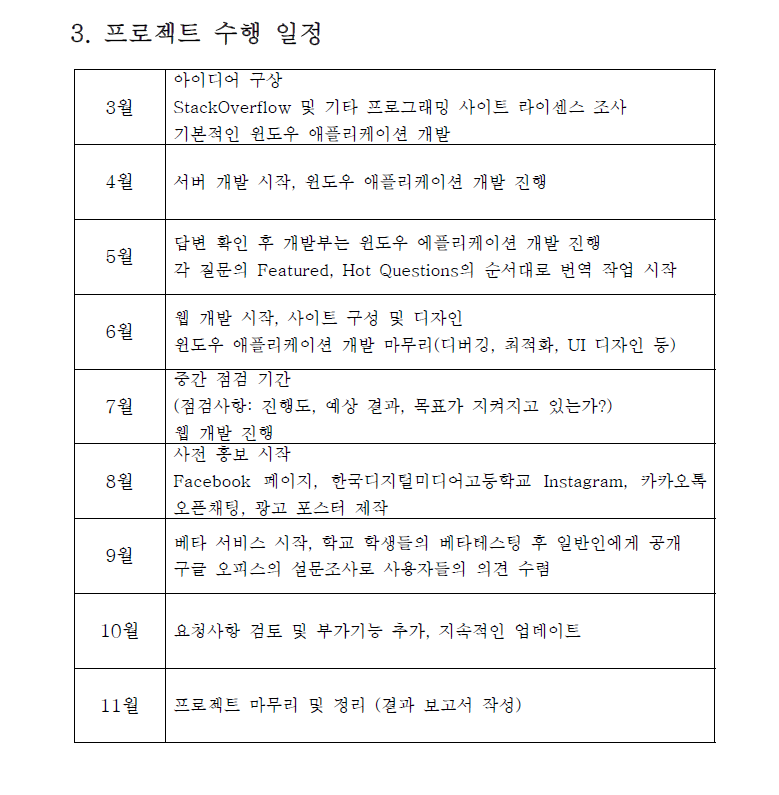 3. 프로젝트 수행 일정
3월
아이디어 구상
StackOverflow 및 기타 프로그래밍 사이트 라이센스 조사
기본적인 윈도우 애플리케이션 개발
4월
서버 개발 시작, 윈도우 애플리케이션 개발 진행
5월
답변 확인 후 개발부는 윈도우 에플리케이션 개발 진행
각 질문의 Featured, Hot Questions의 순서대로 번역 작업 시작
6월
웹 개발 시작, 사이트 구성 및 디자인
윈도우 애플리케이션 개발 마무리(디버깅, 최적화, UI 디자인 등)
7월
중간 점검 기간
(점검사항: 진행도, 예상 결과, 목표가 지켜지고 있는가?)
웹 개발 진행
8월
사전 홍보 시작
Facebook 페이지, 한국디지털미디어고등학교 Instagram, 카카오톡
오픈채팅, 광고 포스터 제작
9월
베타 서비스 시작, 학교 학생들의 베타테스팅 후 일반인에게 공개
구글 오피스의 설문조사로 사용자들의 의견 수렴
10월
요청사항 검토 및 부가기능 추가, 지속적인 업데이트
11월
프로젝트 마무리 및 정리 (결과 보고서 작성)